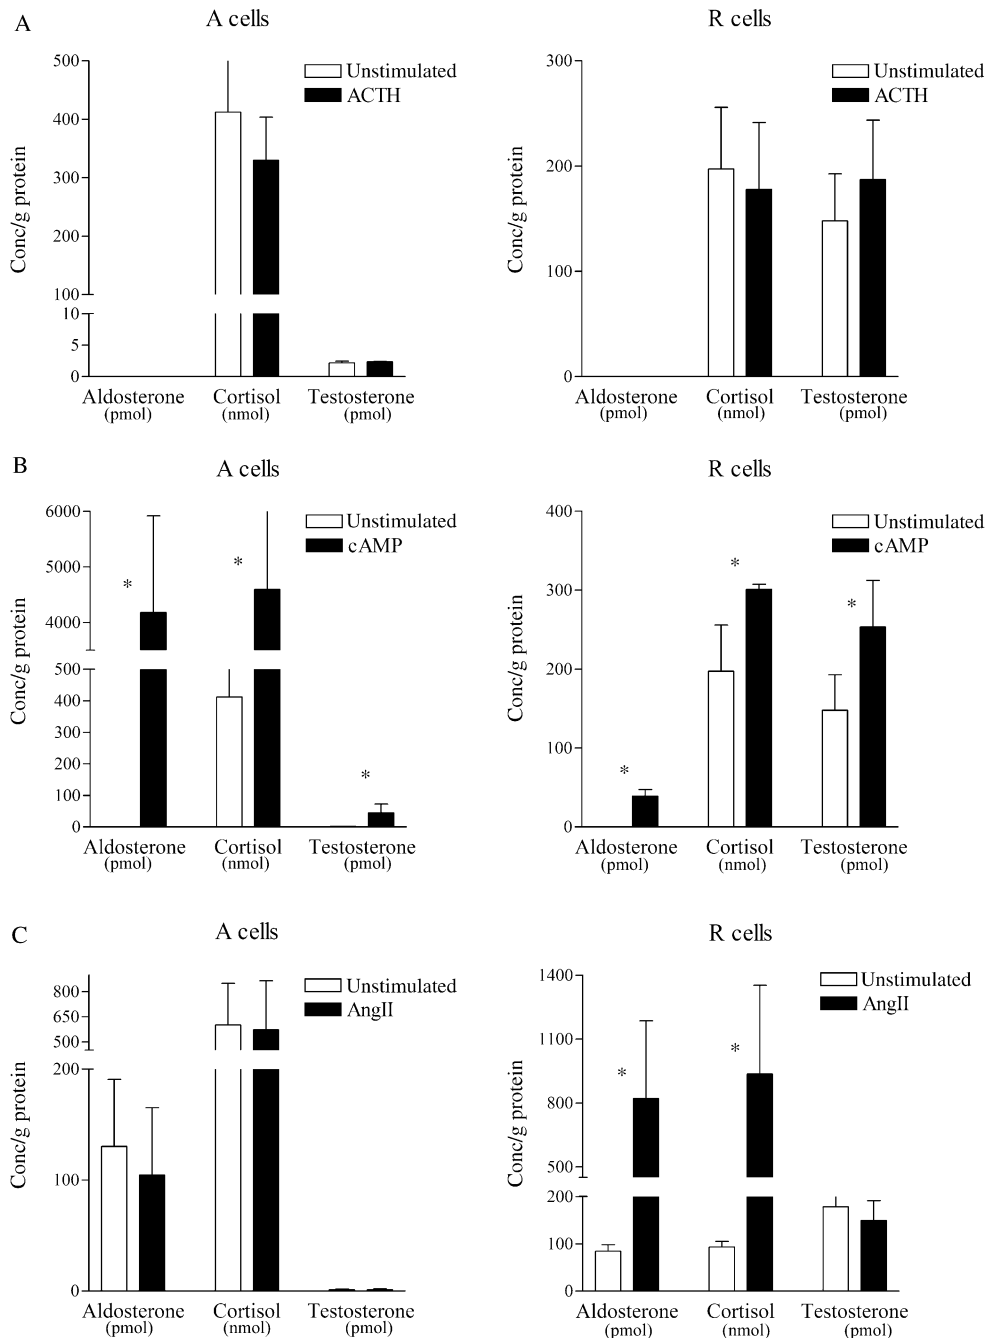 A
A cells
R cells
Unstimulated
ACTH
Unstimulated
ACTH
Conc/g protein
500
400
300
200
100
10
5
0
Aldosterone
(pmol)
Cortisol
(nmol)
Testosterone
(pmol)
Conc/g protein
300
200
100
0
Aldosterone
(pmol)
Cortisol
(nmol)
Testosterone
(pmol)
B
A cells
R cells
Unstimulated
cAMP
Unstimulated
cAMP
Conc/g protein
6000
5000
4000
500
400
300
200
100
0
*
*
*
Aldosterone
(pmol)
Cortisol
(nmol)
Testosterone
(pmol)
Conc/g protein
400
300
200
100
0
*
*
*
Aldosterone
(pmol)
Cortisol
(nmol)
Testosterone
(pmol)
C
A cells
R cells
Unstimulated
AngII
Unstimulated
AngII
Conc/g protein
800
650
500
200
100
0
Aldosterone
(pmol)
Cortisol
(nmol)
Testosterone
(pmol)
Conc/g protein
1400
1100
800
500
200
100
0
*
*
Aldosterone
(pmol)
Cortisol
(nmol)
Testosterone
(pmol)